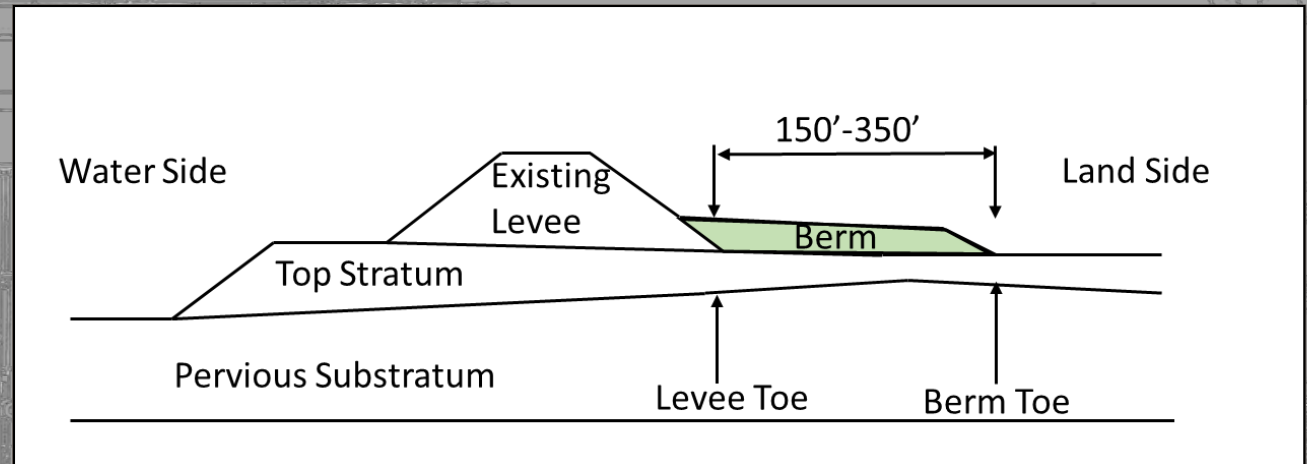 150’-350’
Water Side
Existing
Levee
Land Side
Berm
Top Stratum
Pervious Substratum
Levee Toe
Berm Toe